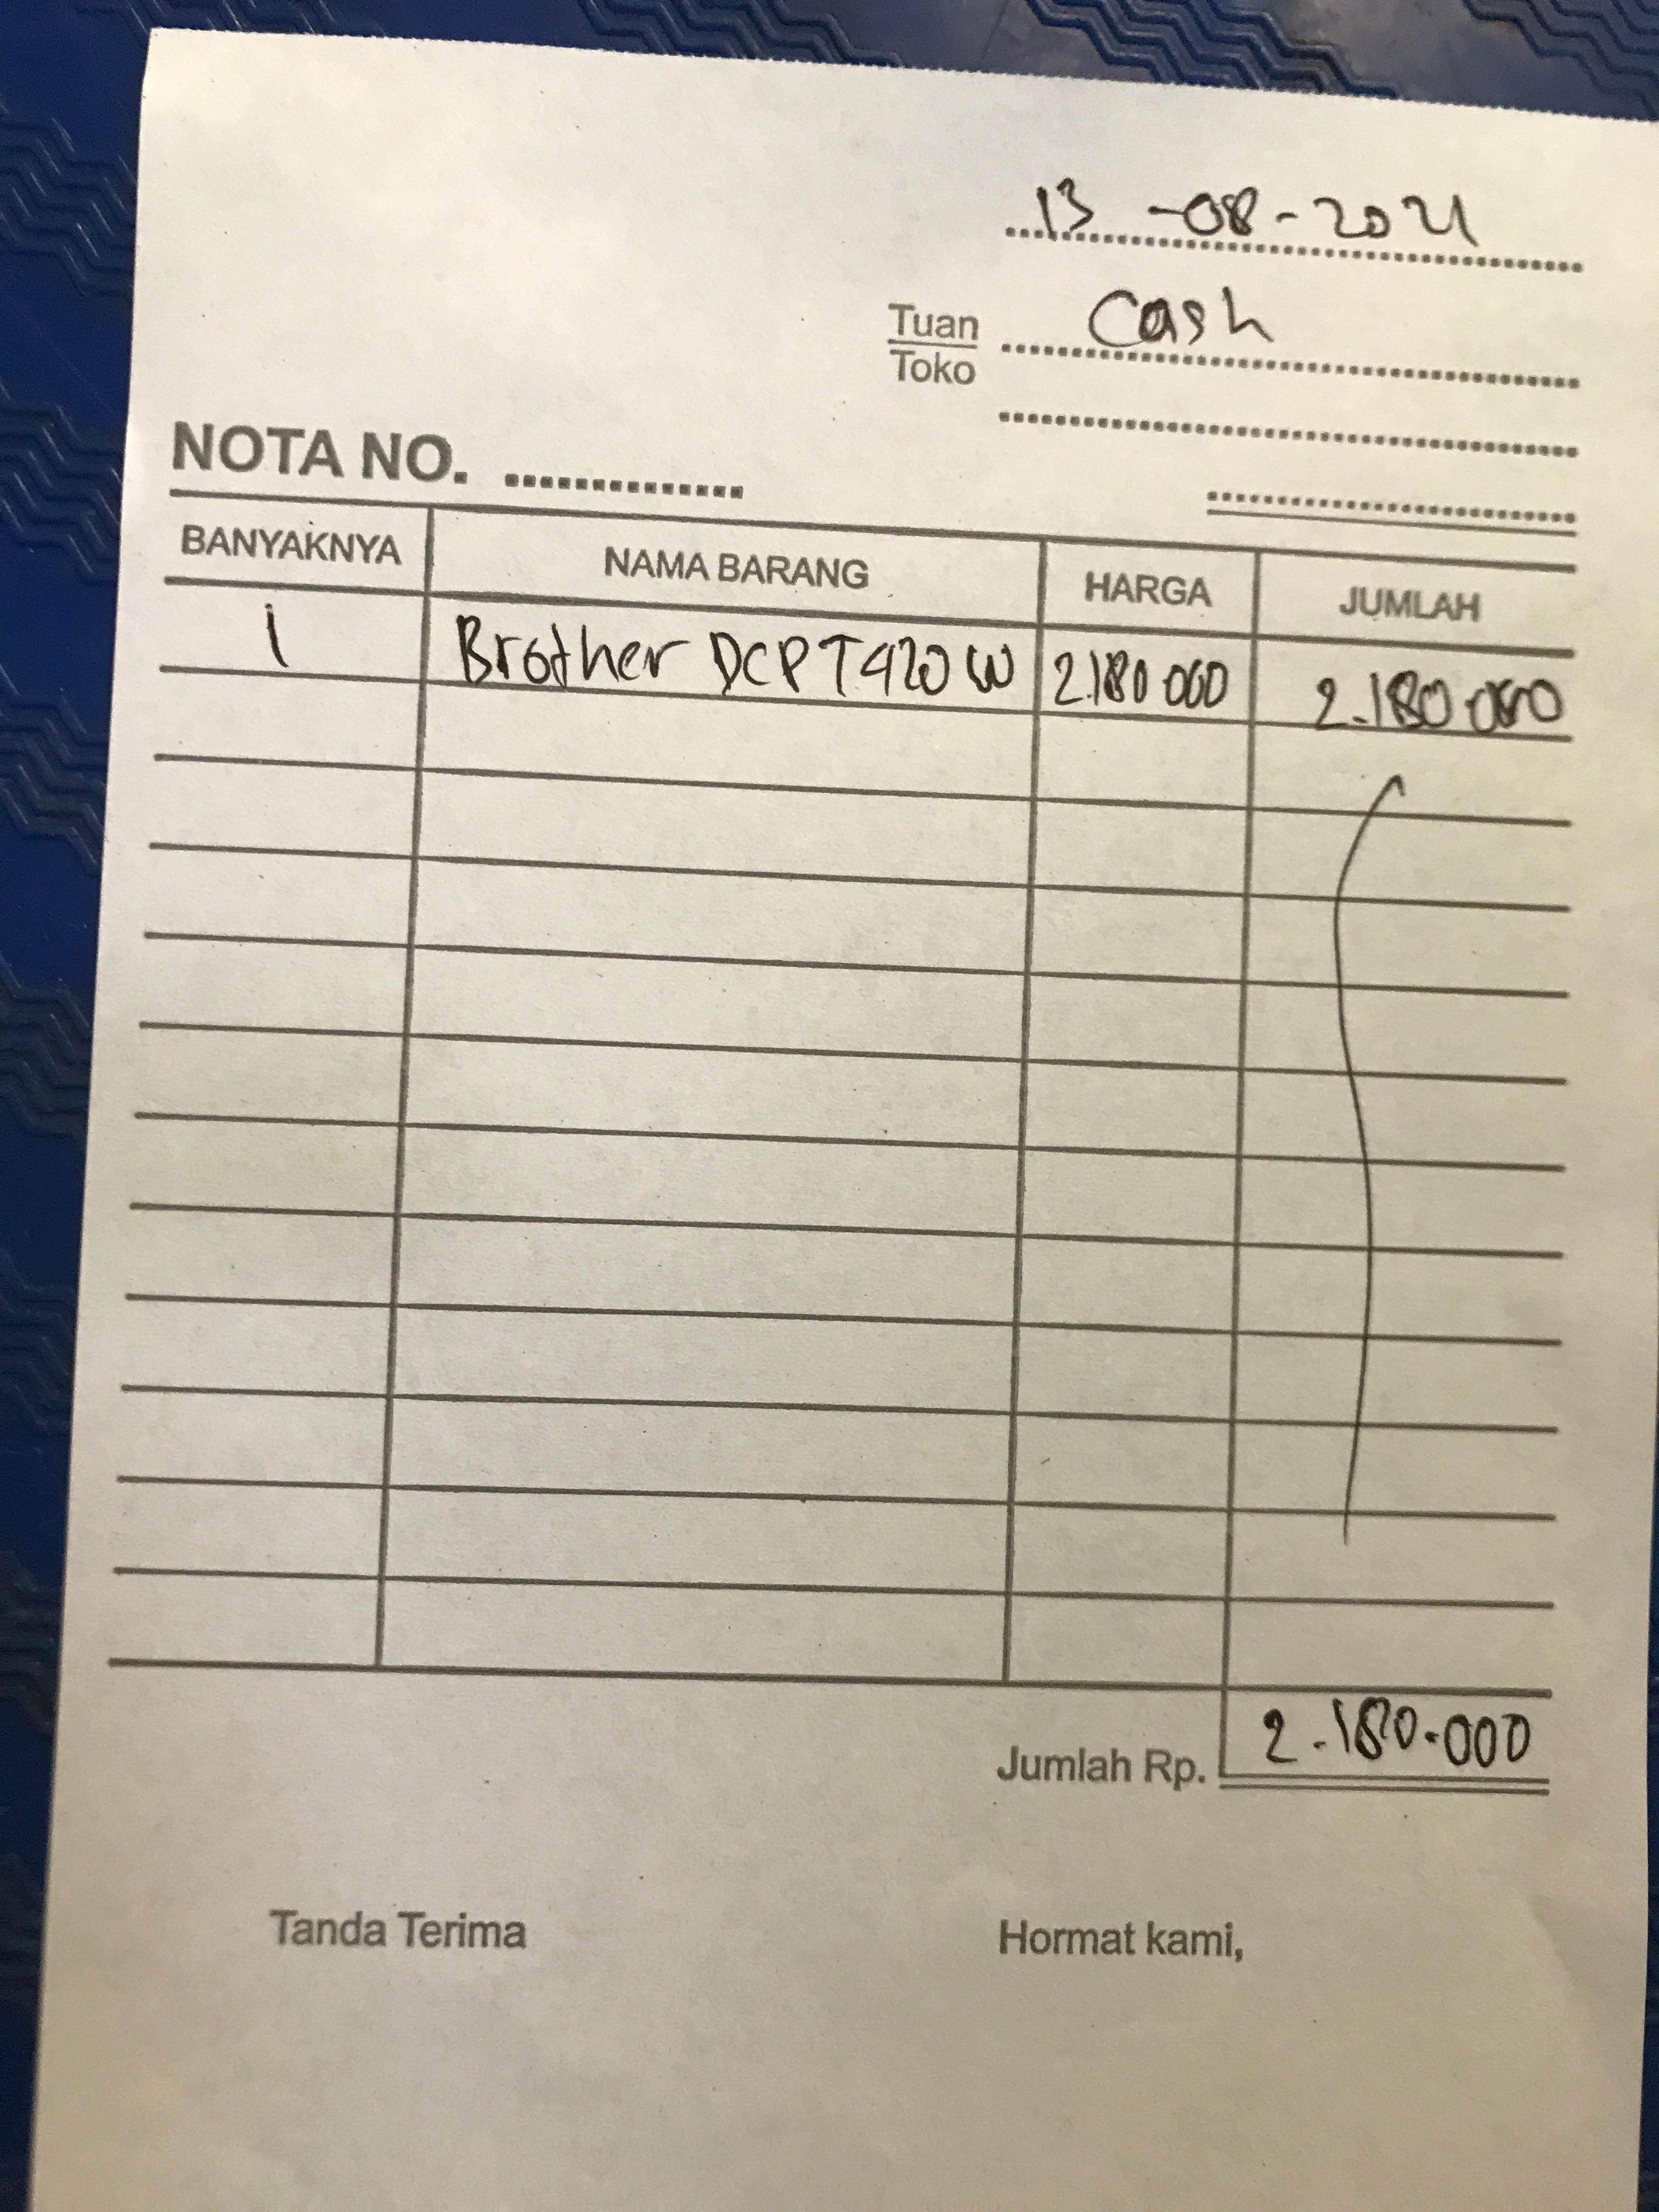 13 -08-2021
Tuan Cash
Toko
NOTA NO.
BANYAKNYA NAMA BARANG HARGA JUMLAH
1 Brother DCP T420 W 2.180 000 2.180.000
Jumlah Rp. 2.180.000
Tanda Terima Hormat kami,